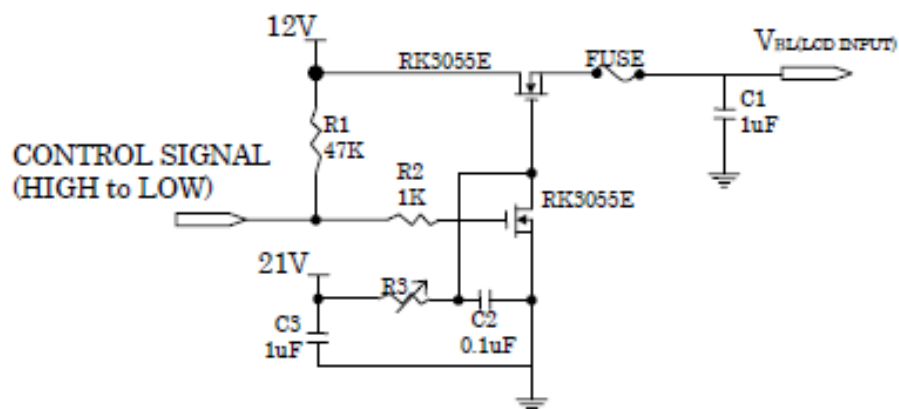 12V
RK3055E
FUSE
VBL(LCD INPUT)
R1
47K
C1
1uF
CONTROL SIGNAL
(HIGH to LOW)
R2
1K
RK3055E
21V
R3
C2
0.1uF
C3
1uF